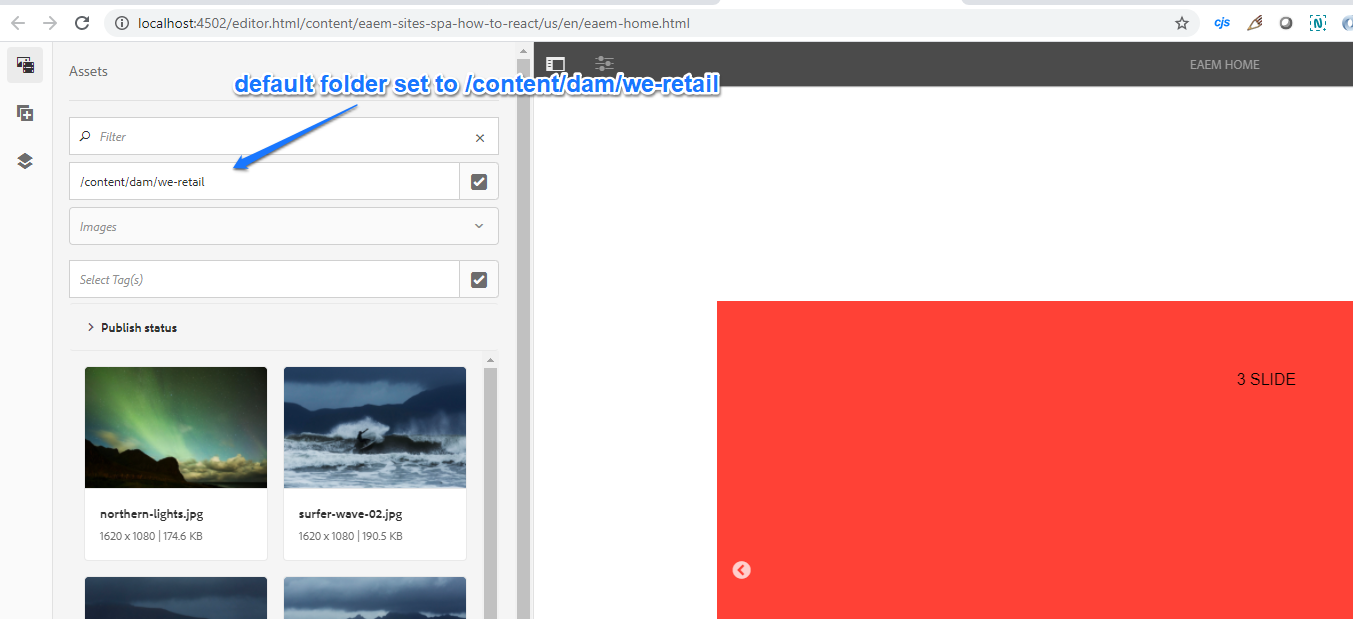 localhost:4502/editor.html/content/eaem-sites-spa-how-to-react/us/en/eaem-home.html
cjs
N
Assets
EAEM HOME
default folder set to /content/dam/we-retail
Filter
/content/dam/we-retail
Images
Select Tag(s)
Publish status
3 SLIDE
northern-lights.jpg
1620 x 1080 | 174.6 KB
surfer-wave-02.jpg
1620 x 1080 | 190.5 KB